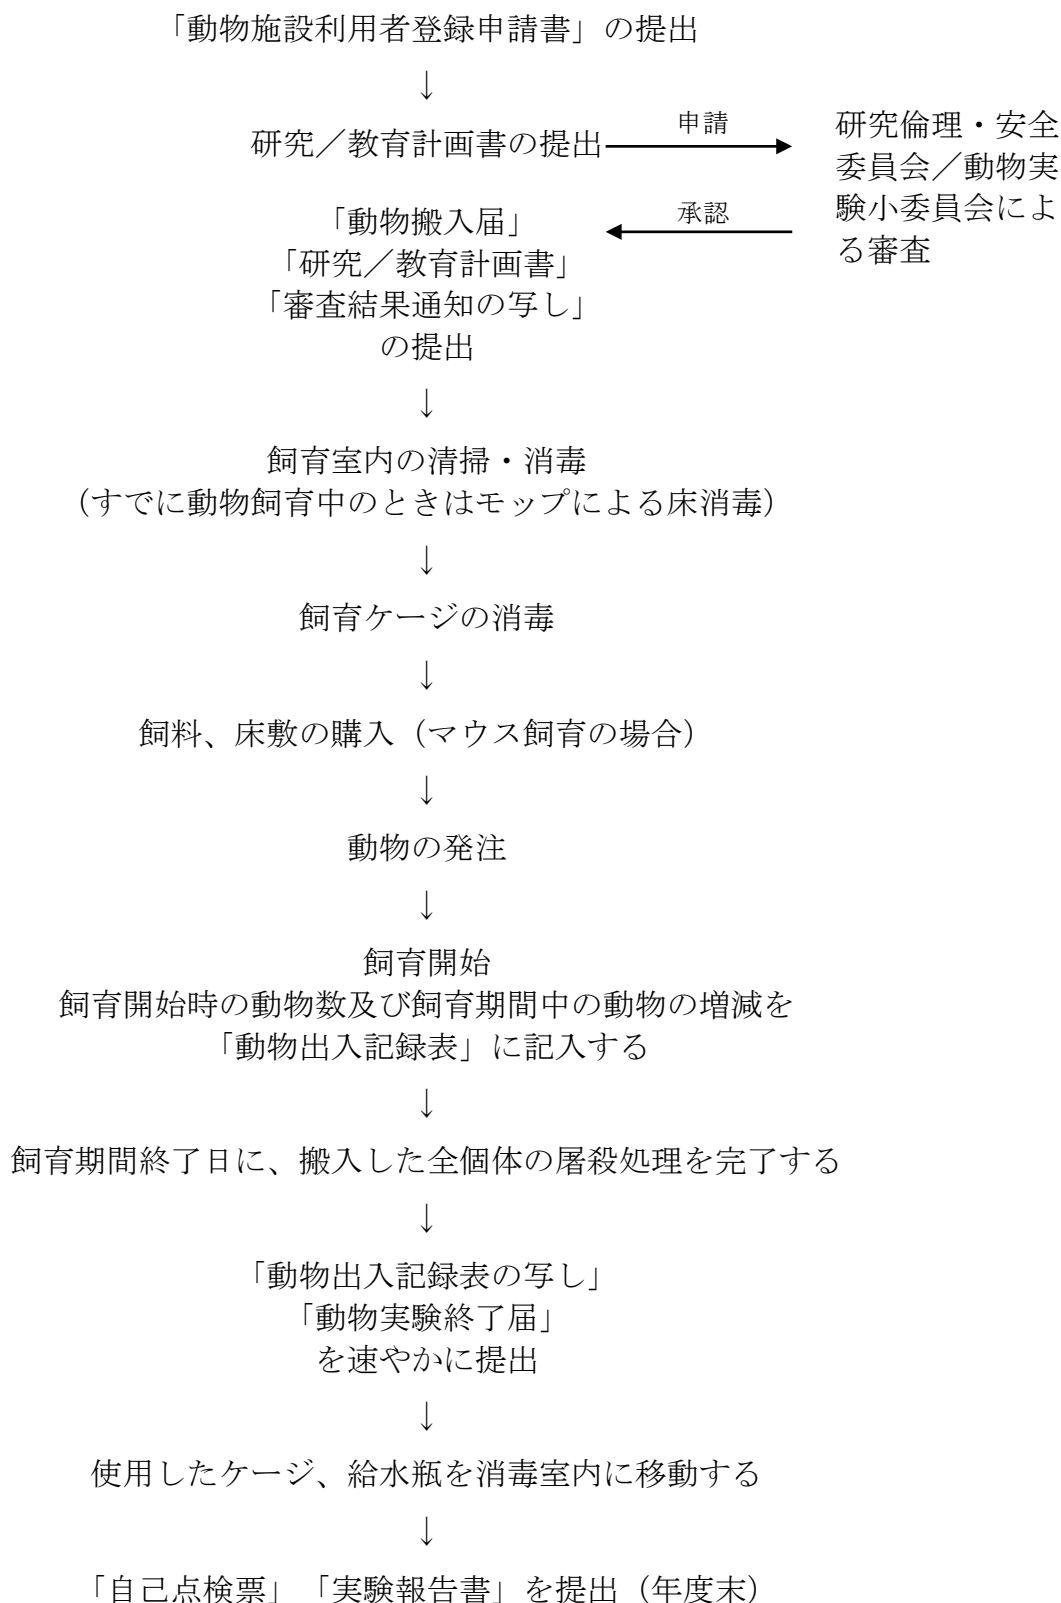 「動物施設利用者登録申請書」の提出
↓
研究／教育計画書の提出
申請
研究倫理・安全
委員会／動物実
験小委員会によ
る審査
承認
「動物搬入届」
「研究／教育計画書」
「審査結果通知の写し」
の提出
↓
飼育室内の清掃・消毒
（すでに動物飼育中のときはモップによる床消毒）
↓
飼育ケージの消毒
↓
飼料、床敷の購入（マウス飼育の場合）
↓
動物の発注
↓
飼育開始
飼育開始時の動物数及び飼育期間中の動物の増減を
「動物出入記録表」に記入する
↓
飼育期間終了日に、搬入した全個体の屠殺処理を完了する
↓
「動物出入記録表の写し」
「動物実験終了届」
を速やかに提出
↓
使用したケージ、給水瓶を消毒室内に移動する
↓
「自己点検票」「実験報告書」を提出（年度末）